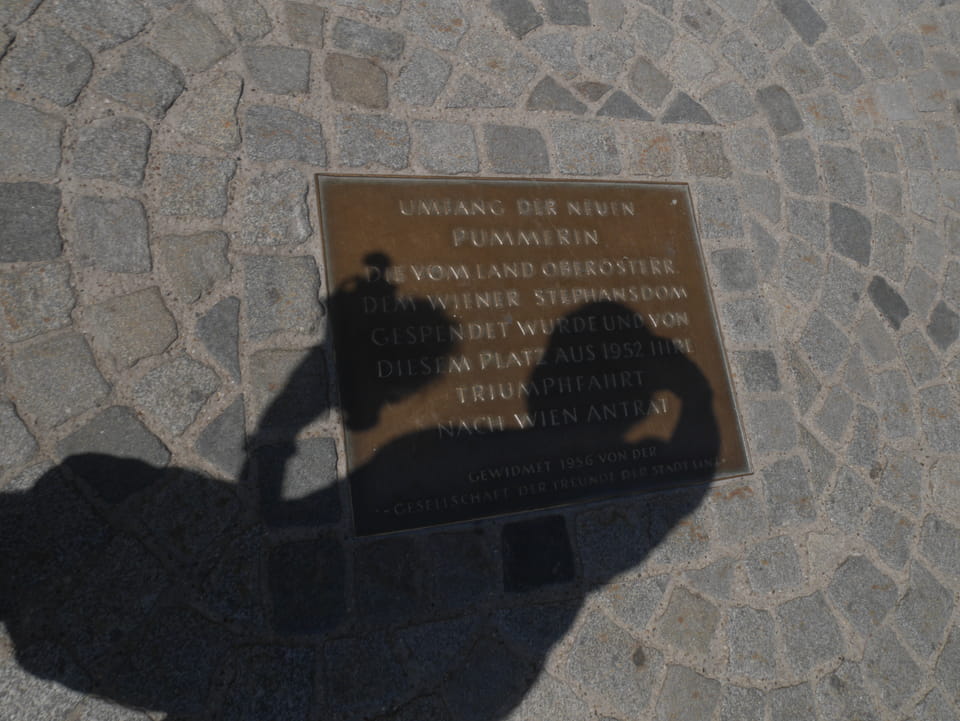 UMFANG DER NEUEN
PUMMERIN
DIE VOM LAND OBERÖSTERR.
DEM WIENER STEPHANSDOM
GESPENDET WURDE UND VON
DIESEM PLATZ AUS 1952 IHRE
TRIUMPHFAHRT
NACH WIEN ANTRAT
GEWIDMET 1956 VON DER
GESELLSCHAFT DER FREUNDE DER STADT LINZ